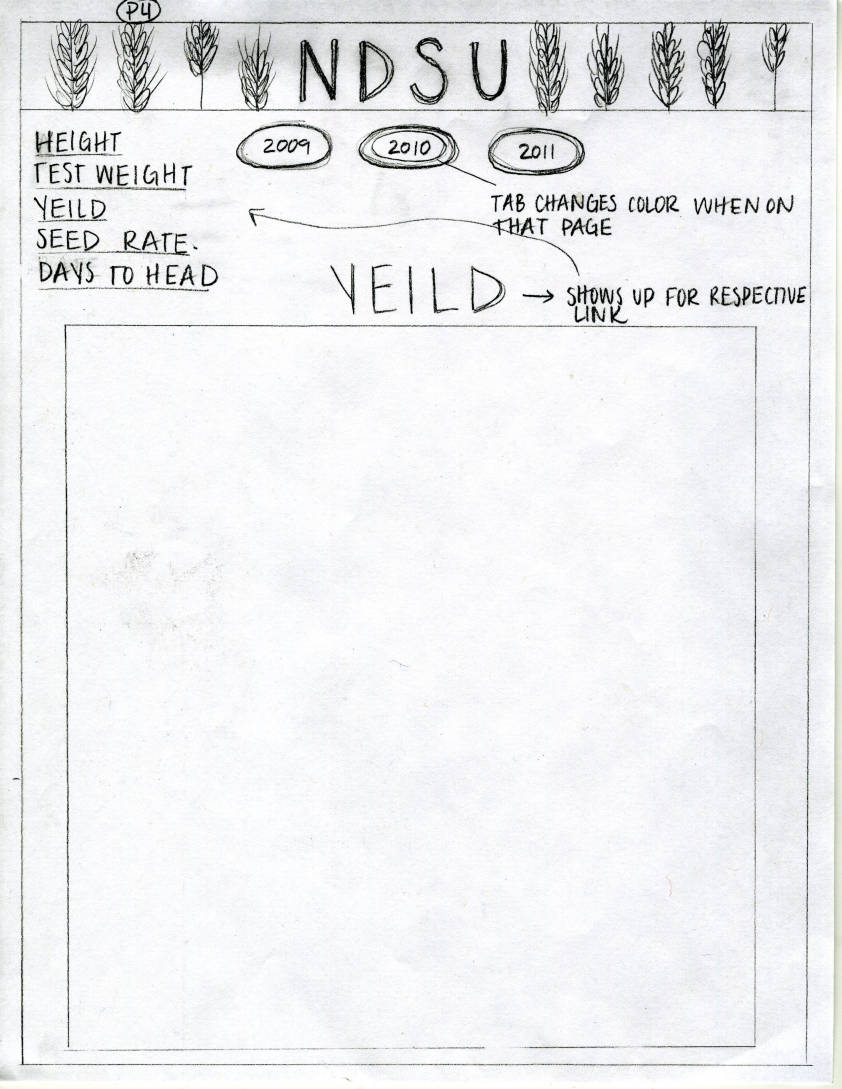 P4
NDSU
HEIGHT
TEST WEIGHT
YEILD
SEED RATE.
DAYS TO HEAD
2009
2010
2011
TAB CHANGES COLOR WHEN ON
THAT PAGE
YEILD → SHOWS UP FOR RESPECTIVE
LINK